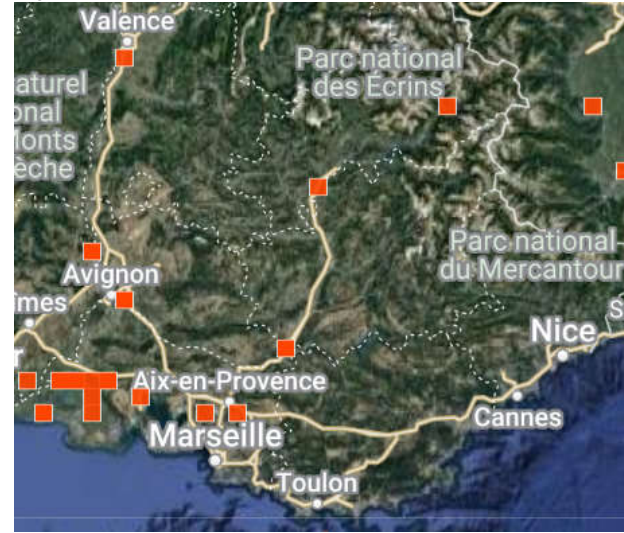 Valence
Parc national
des Écrins
aturel
onal
Monts
èche
Parc national
du Mercantour
Avignon
îmes
S
Nice
r
Aix-en-Provence
Cannes
Marseille
Toulon